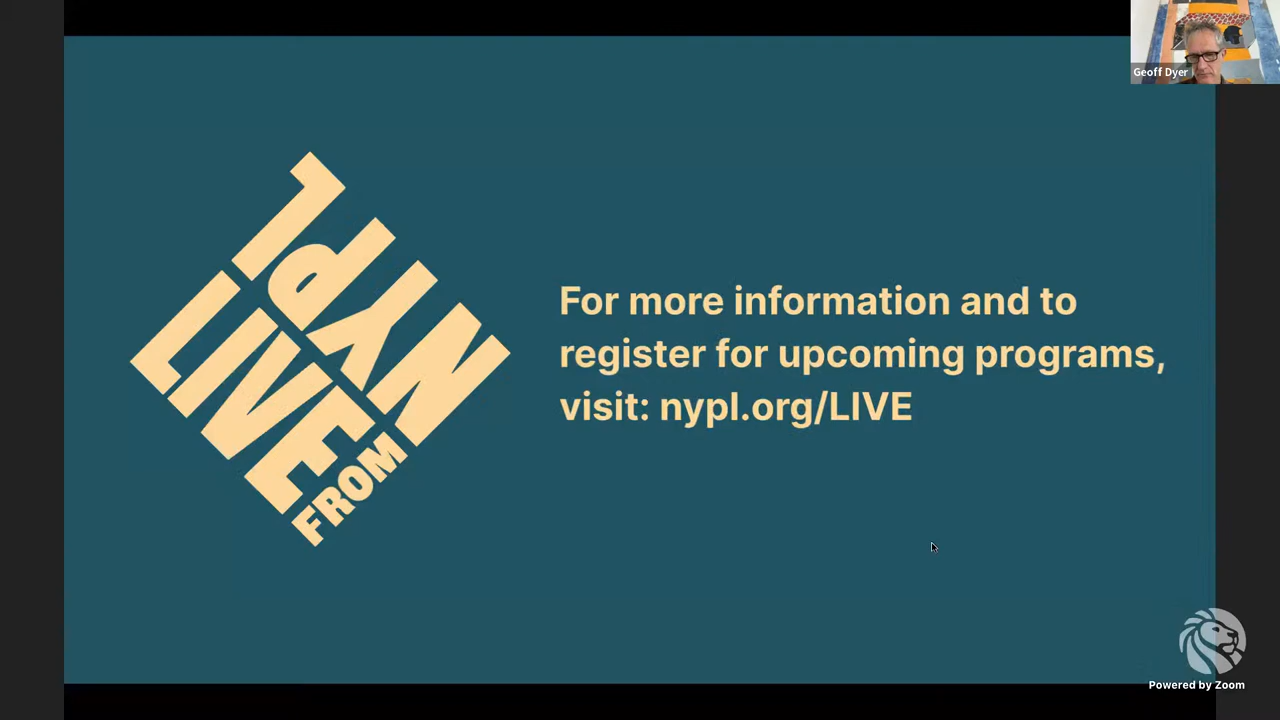 LIVE
FROM
NYPL
For more information and to
register for upcoming programs,
visit: nypl.org/LIVE
Geoff Dyer
Powered by Zoom